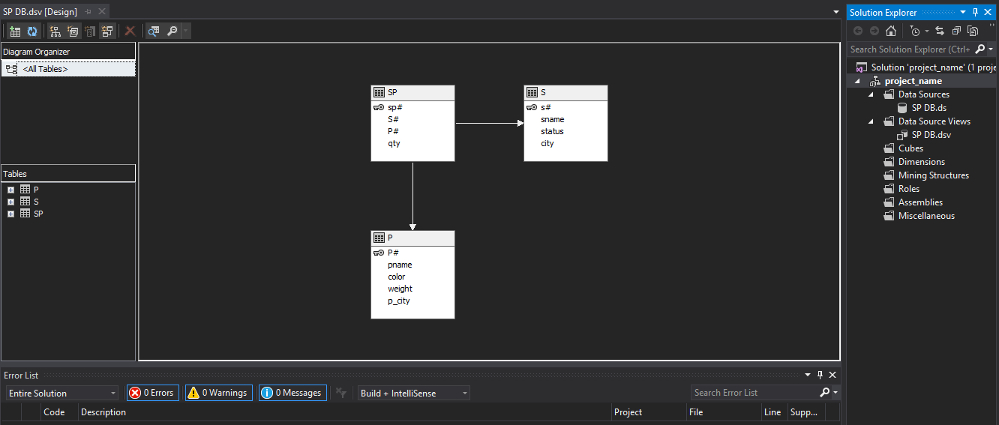 SP DB.dsv [Design]
Diagram Organizer
<All Tables>
Tables
P
S
SP
SP
sp#
S#
P#
qty
S
s#
sname
status
city
P
P#
pname
color
weight
p_city
Error List
Entire Solution
0 Errors
0 Warnings
0 Messages
Build + IntelliSense
Search Error List
Code
Description
Project
File
Line
Supp...
Solution Explorer
Search Solution Explorer (Ctrl+
Solution 'project_name' (1 proje
project_name
Data Sources
SP DB.ds
Data Source Views
SP DB.dsv
Cubes
Dimensions
Mining Structures
Roles
Assemblies
Miscellaneous